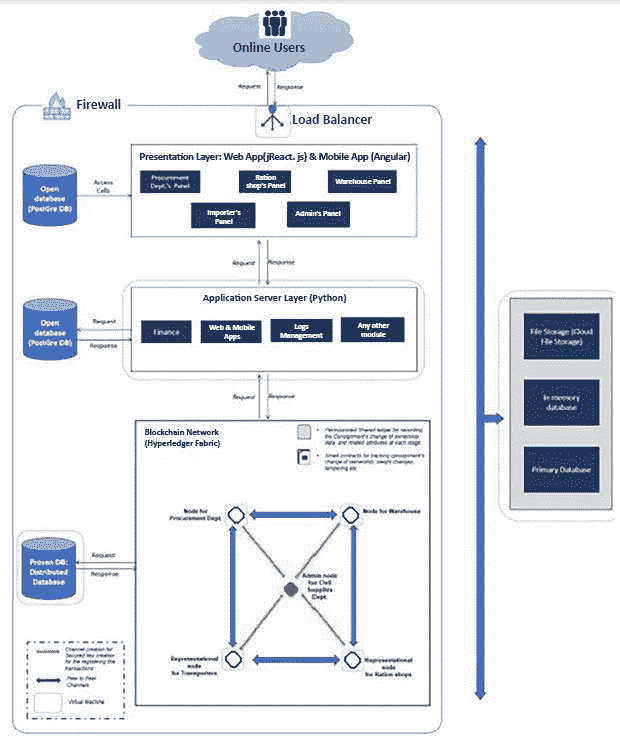 Online Users
Request
Response
Firewall
Load Balancer
Presentation Layer: Web App(jReact. js) & Mobile App (Angular)
Procurement
Dept.'s Panel
Ration
shop's Panel
Warehouse Panel
Importer's
Panel
Admin's Panel
Open
database
(PostGre DB)
Access
Calls
Request
Response
Application Server Layer (Python)
Finance
Web & Mobile
Apps
Logs
Management
Any other
module
Open
database
(PostGre DB)
Request
Response
File Storage (Cloud
File Storage)
In memory
database
Primary Database
Request
Response
Blockchain Network
(Hyperledger Fabric)
• Permissioned Shared ledger for recording
the Consignment's change of ownership
data and related attributes at each stage
• Smart contracts for tracking consignment's
change of ownership, weight changes,
tampering etc
Node for
Procurement Dept.
Node for Warehouse
Admin node
for Civil
Supplies
Dept.
Representational
node
for Transporters
Representational
node
for Ration shops
Proven DB:
Distributed
Database
Request
Response
Channel creation for
Secured key creation
for the registering the
transactions
Peer to Peer
Channels
Virtual Machine